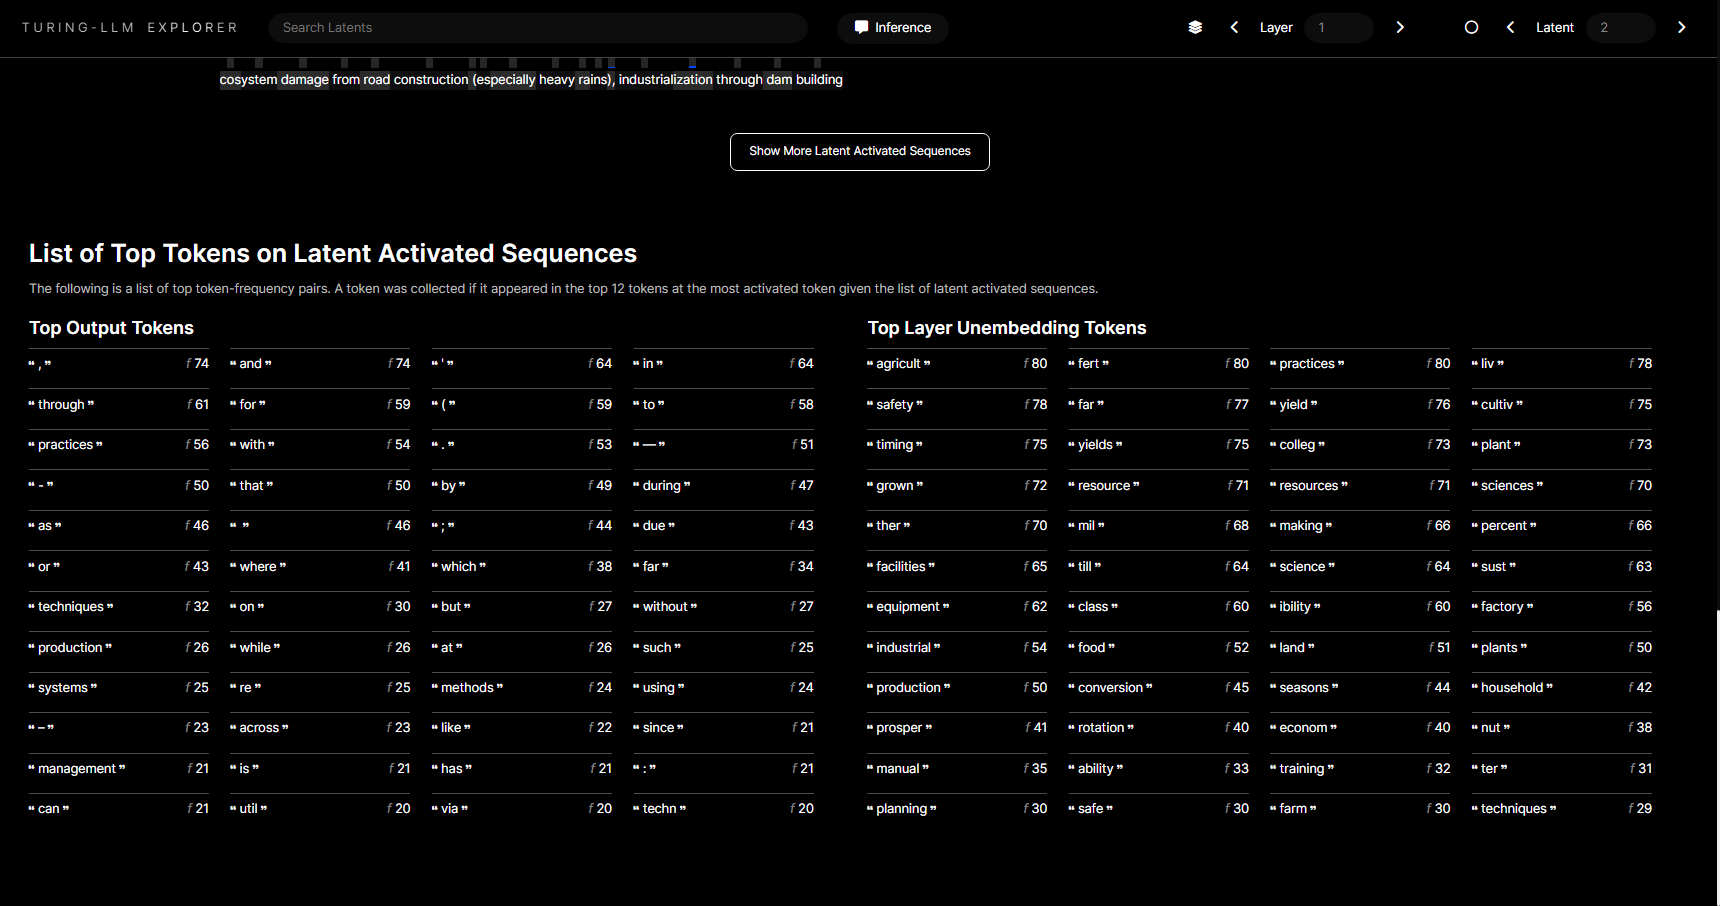 TURING-LLM EXPLORER Search Latents Inference Layer 1 Latent 2
cosystem damage from road construction (especially heavy rains), industrialization through dam building
Show More Latent Activated Sequences
List of Top Tokens on Latent Activated Sequences
The following is a list of top token-frequency pairs. A token was collected if it appeared in the top 12 tokens at the most activated token given the list of latent activated sequences.
Top Output Tokens
❝ , ❞ f 74 ❝ and ❞ f 74 ❝ ' ❞ f 64 ❝ in ❞ f 64
❝ through ❞ f 61 ❝ for ❞ f 59 ❝ ( ❞ f 59 ❝ to ❞ f 58
❝ practices ❞ f 56 ❝ with ❞ f 54 ❝ . ❞ f 53 ❝ — ❞ f 51
❝ - ❞ f 50 ❝ that ❞ f 50 ❝ by ❞ f 49 ❝ during ❞ f 47
❝ as ❞ f 46 ❝ ❞ f 46 ❝ ; ❞ f 44 ❝ due ❞ f 43
❝ or ❞ f 43 ❝ where ❞ f 41 ❝ which ❞ f 38 ❝ far ❞ f 34
❝ techniques ❞ f 32 ❝ on ❞ f 30 ❝ but ❞ f 27 ❝ without ❞ f 27
❝ production ❞ f 26 ❝ while ❞ f 26 ❝ at ❞ f 26 ❝ such ❞ f 25
❝ systems ❞ f 25 ❝ re ❞ f 25 ❝ methods ❞ f 24 ❝ using ❞ f 24
❝ – ❞ f 23 ❝ across ❞ f 23 ❝ like ❞ f 22 ❝ since ❞ f 21
❝ management ❞ f 21 ❝ is ❞ f 21 ❝ has ❞ f 21 ❝ : ❞ f 21
❝ can ❞ f 21 ❝ util ❞ f 20 ❝ via ❞ f 20 ❝ techn ❞ f 20
Top Layer Unembedding Tokens
❝ agricult ❞ f 80 ❝ fert ❞ f 80 ❝ practices ❞ f 80 ❝ liv ❞ f 78
❝ safety ❞ f 78 ❝ far ❞ f 77 ❝ yield ❞ f 76 ❝ cultiv ❞ f 75
❝ timing ❞ f 75 ❝ yields ❞ f 75 ❝ colleg ❞ f 73 ❝ plant ❞ f 73
❝ grown ❞ f 72 ❝ resource ❞ f 71 ❝ resources ❞ f 71 ❝ sciences ❞ f 70
❝ ther ❞ f 70 ❝ mil ❞ f 68 ❝ making ❞ f 66 ❝ percent ❞ f 66
❝ facilities ❞ f 65 ❝ till ❞ f 64 ❝ science ❞ f 64 ❝ sust ❞ f 63
❝ equipment ❞ f 62 ❝ class ❞ f 60 ❝ ibility ❞ f 60 ❝ factory ❞ f 56
❝ industrial ❞ f 54 ❝ food ❞ f 52 ❝ land ❞ f 51 ❝ plants ❞ f 50
❝ production ❞ f 50 ❝ conversion ❞ f 45 ❝ seasons ❞ f 44 ❝ household ❞ f 42
❝ prosper ❞ f 41 ❝ rotation ❞ f 40 ❝ econom ❞ f 40 ❝ nut ❞ f 38
❝ manual ❞ f 35 ❝ ability ❞ f 33 ❝ training ❞ f 32 ❝ ter ❞ f 31
❝ planning ❞ f 30 ❝ safe ❞ f 30 ❝ farm ❞ f 30 ❝ techniques ❞ f 29